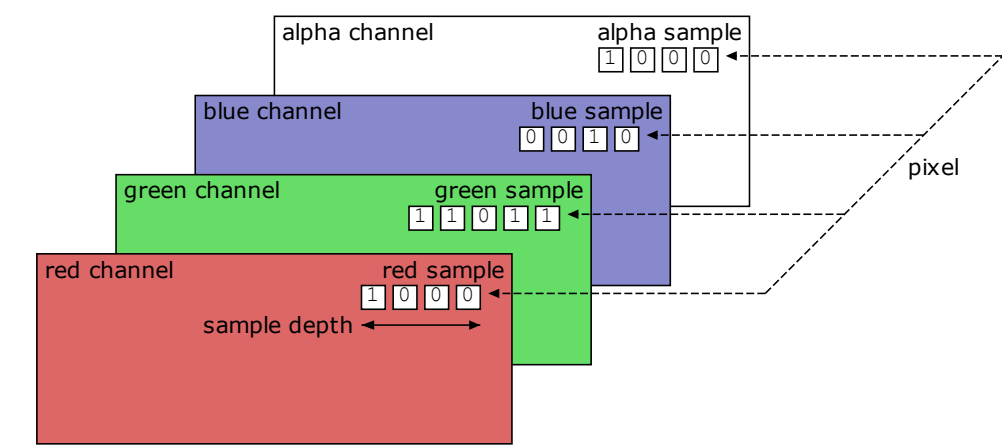 alpha channel alpha sample
1 0 0 0
blue channel blue sample
0 0 1 0
pixel
green channel green sample
1 1 0 1 1
red channel red sample
1 0 0 0
sample depth